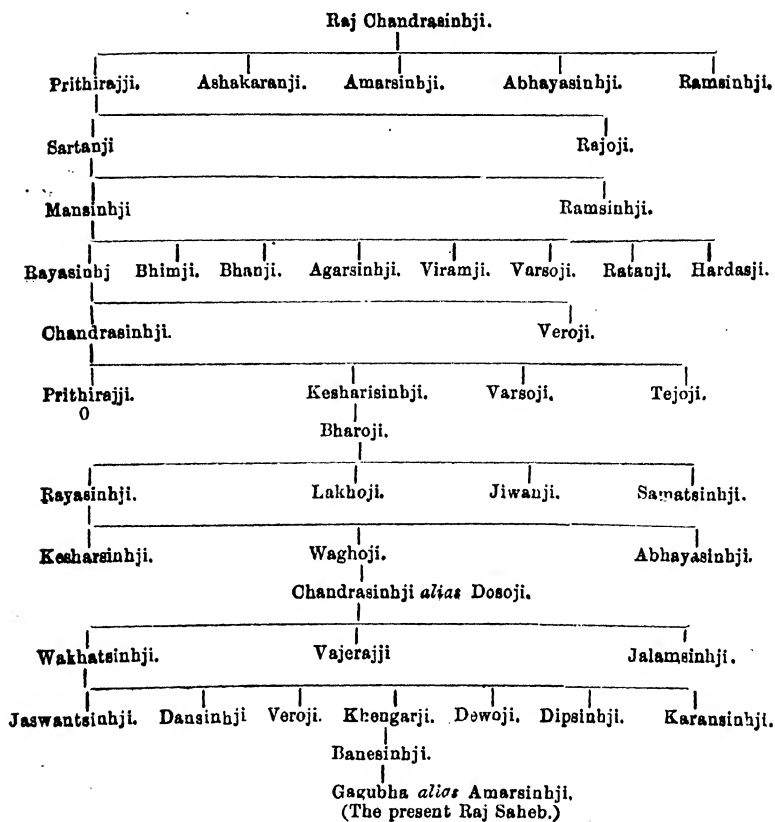 Raj Chandrasinhji.
Prithirajji. Ashakaranji. Amarsinhji. Abhayasinhji. Ramsinhji.
Sartanji Rajoji.
Mansinhji Ramsinhji.
Rayasinhj Bhimji. Bhanji. Agarsinhji. Viramji. Varsoji. Ratanji. Hardasji.
Chandrasinhji. Veroji.
Prithirajji. Kesharisinhji. Varsoji. Tejoji.
0
Bharoji.
Rayasinhji. Lakhoji. Jiwanji. Samatsinhji.
Kesharsinhji. Waghoji. Abhayasinhji.
Chandrasinhji alias Dosoji.
Wakhatsinhji. Vajerajji Jalamsinhji.
Jaswantsinhji. Dansinhji Veroji. Khengarji. Dewoji. Dipsinhji. Karansinhji.
Banesinhji.
Gagubha alias Amarsinhji.
(The present Raj Saheb.)